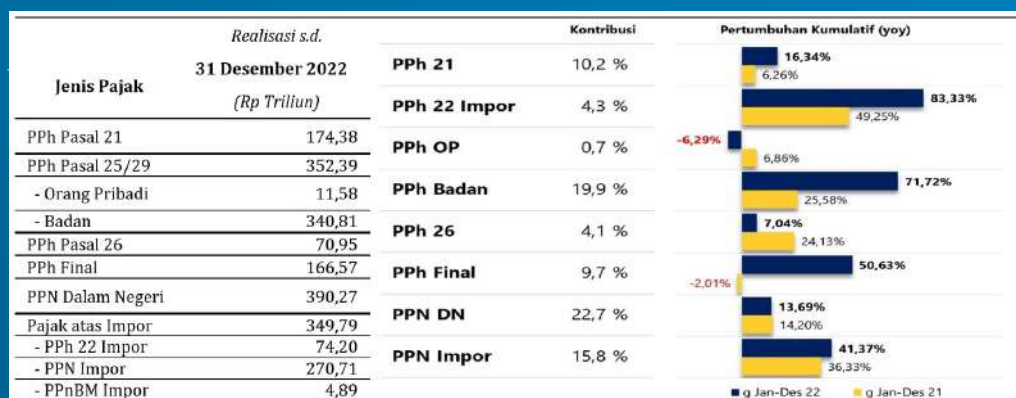 Realisasi s.d.
Jenis Pajak 31 Desember 2022
(Rp Triliun)
PPh Pasal 21 174,38
PPh Pasal 25/29 352,39
- Orang Pribadi 11,58
- Badan 340,81
PPh Pasal 26 70,95
PPh Final 166,57
PPN Dalam Negeri 390,27
Pajak atas Impor 349,79
- PPh 22 Impor 74,20
- PPN Impor 270,71
- PPnBM Impor 4,89
Kontribusi
PPh 21 10,2 %
PPh 22 Impor 4,3 %
PPh OP 0,7 %
PPh Badan 19,9 %
PPh 26 4,1 %
PPh Final 9,7 %
PPN DN 22,7 %
PPN Impor 15,8 %
Pertumbuhan Kumulatif (yoy)
16,34%
6,26%
83,33%
49,25%
-6,29%
6,86%
71,72%
25,58%
7,04%
24,13%
50,63%
-2,01%
13,69%
14,20%
41,37%
36,33%
g Jan-Des 22 g Jan-Des 21